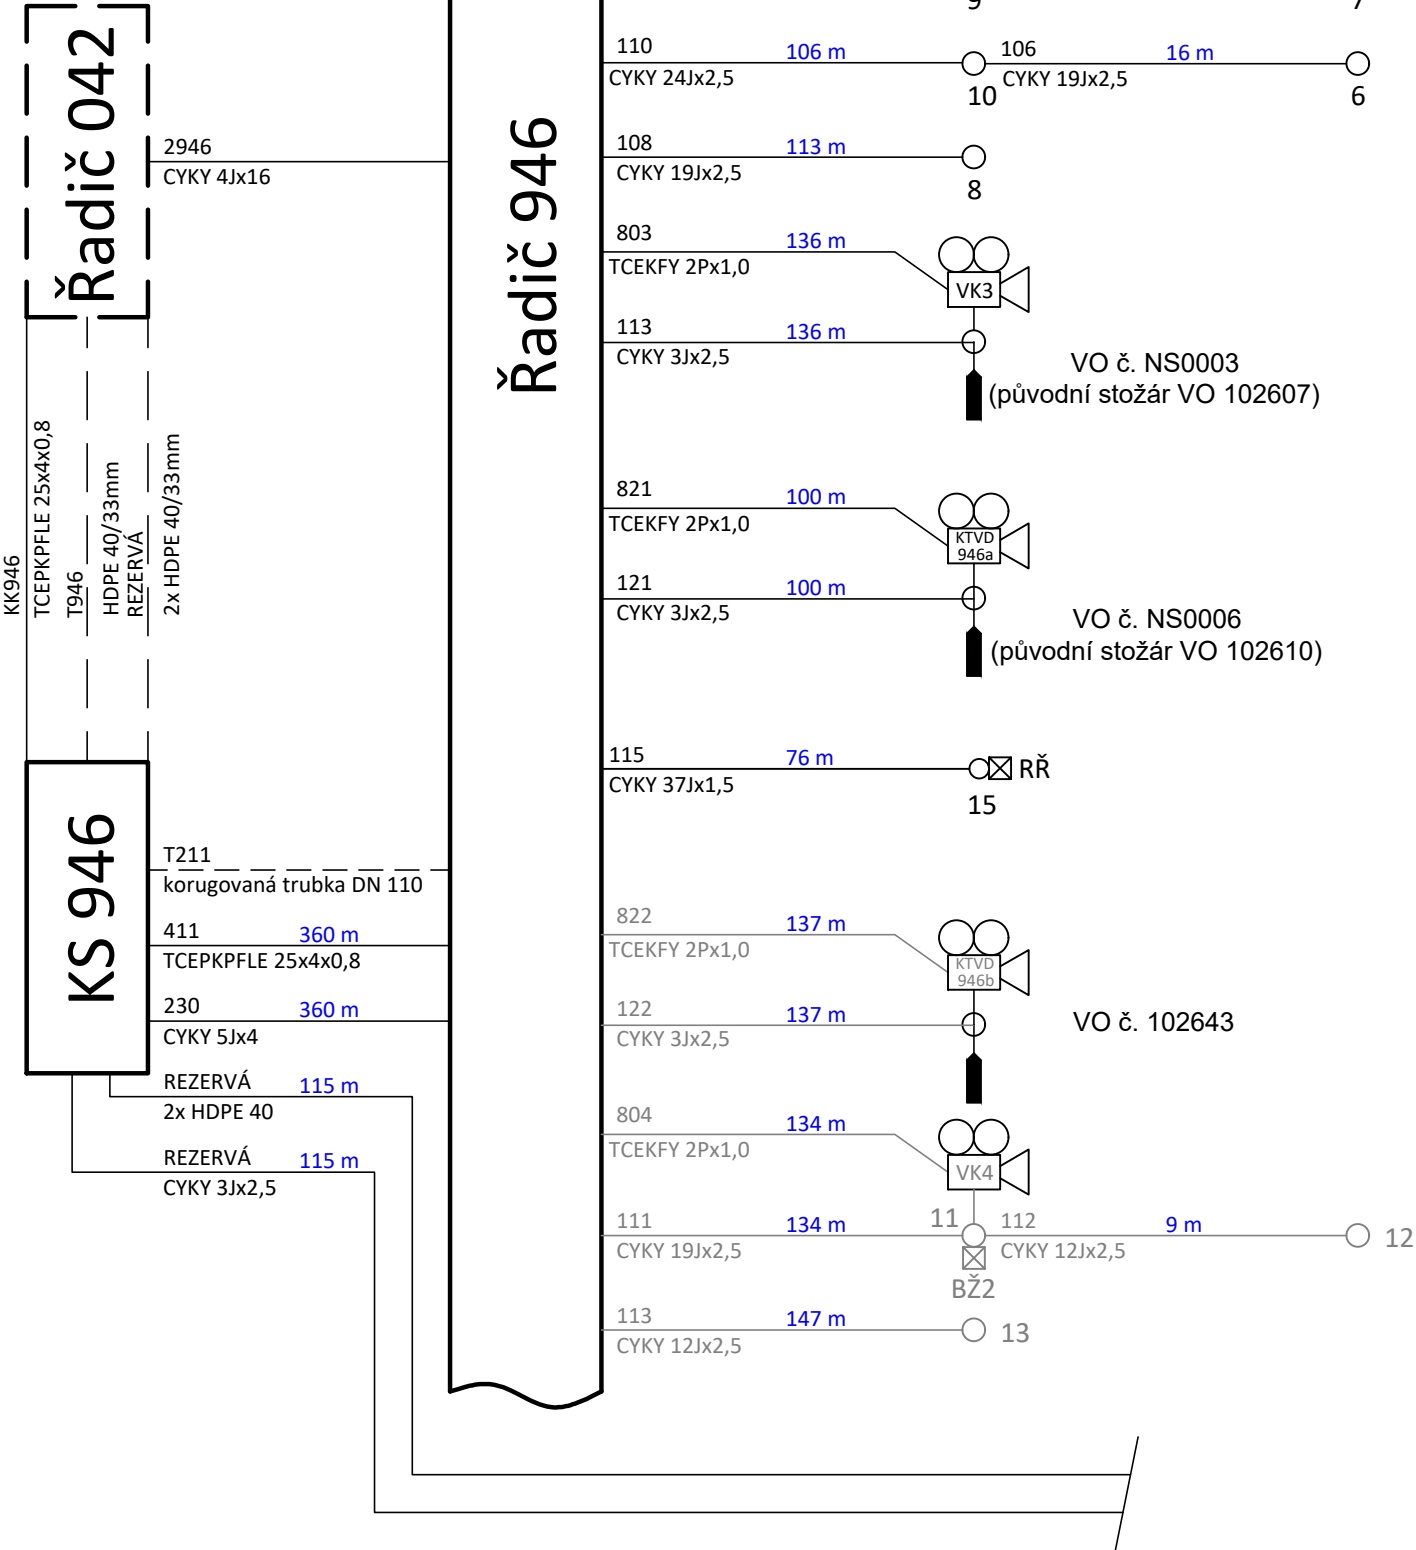 9
7
Řadič 042
2946
CYKY 4Jx16
Řadič 946
110
106 m
CYKY 24Jx2,5
10
106
16 m
CYKY 19Jx2,5
6
108
113 m
CYKY 19Jx2,5
8
803
136 m
TCEKFY 2Px1,0
VK3
113
136 m
CYKY 3Jx2,5
VO č. NS0003
(původní stožár VO 102607)
KK946
TCEPKPFLE 25x4x0,8
T946
HDPE 40/33mm
REZERVÁ
2x HDPE 40/33mm
821
100 m
TCEKFY 2Px1,0
KTVD
946a
121
100 m
CYKY 3Jx2,5
VO č. NS0006
(původní stožár VO 102610)
115
76 m
CYKY 37Jx1,5
RŘ
15
KS 946
T211
korugovaná trubka DN 110
411
360 m
TCEPKPFLE 25x4x0,8
230
360 m
CYKY 5Jx4
REZERVÁ
115 m
2x HDPE 40
REZERVÁ
115 m
CYKY 3Jx2,5
822
137 m
TCEKFY 2Px1,0
KTVD
946b
122
137 m
CYKY 3Jx2,5
VO č. 102643
804
134 m
TCEKFY 2Px1,0
VK4
111
134 m
CYKY 19Jx2,5
11
BŽ2
112
9 m
CYKY 12Jx2,5
12
113
147 m
CYKY 12Jx2,5
13